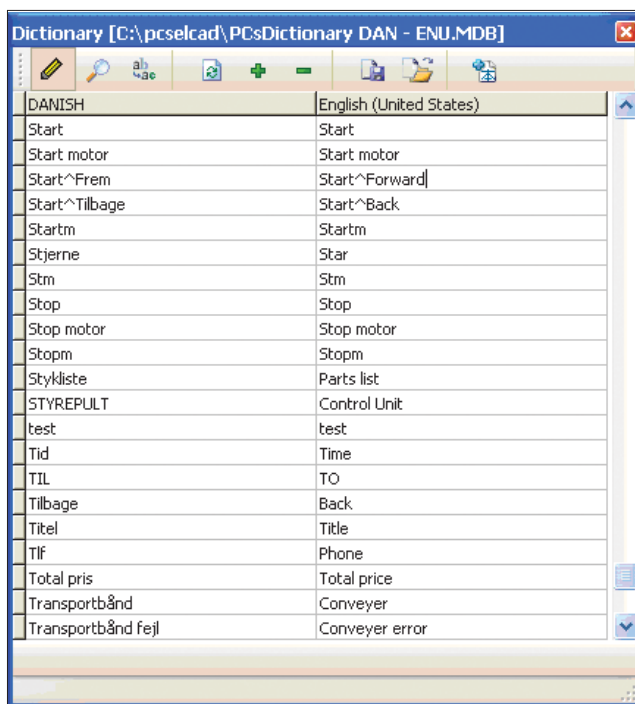 Dictionary [C:\pcselcad\PCsDictionary DAN - ENU.MDB]
ab
ac
DANISH English (United States)
Start Start
Start motor Start motor
Start^Frem Start^Forward
Start^Tilbage Start^Back
Startm Startm
Stjerne Star
Stm Stm
Stop Stop
Stop motor Stop motor
Stopm Stopm
Stykliste Parts list
STYREPULT Control Unit
test test
Tid Time
TIL TO
Tilbage Back
Titel Title
Tlf Phone
Total pris Total price
Transportbånd Conveyer
Transportbånd fejl Conveyer error